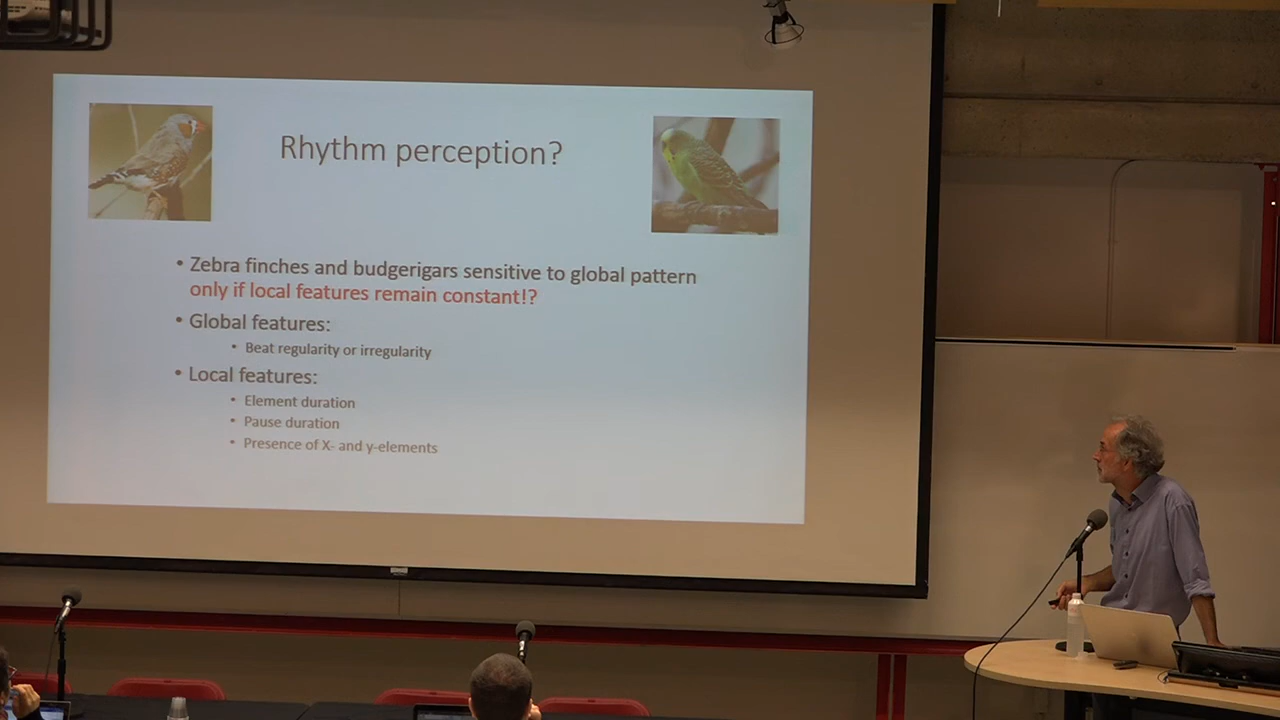 Rhythm perception?
• Zebra finches and budgerigars sensitive to global pattern
only if local features remain constant!?
• Global features:
• Beat regularity or irregularity
• Local features:
• Element duration
• Pause duration
• Presence of X- and y-elements